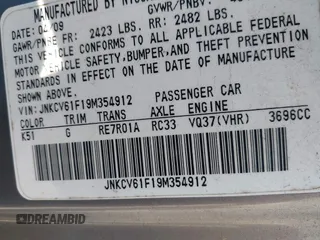 MANUFACTURED BY
DATE: 04/09 GVWR/PNBV:
GAWR/PNBE FR: 2423 LBS. RR: 2482 LBS.
THIS VEHICLE CONFORMS TO ALL APPLICABLE FEDERAL
MOTOR VEHICLE SAFETY, BUMPER, AND THEFT PREVENTION
STANDARDS IN EFFECT ON THE DATE OF MANUFACTURE
SHOWN ABOVE.
VIN: JNKCV61F19M354912 PASSENGER CAR
COLOR TRIM TRANS AXLE ENGINE
K51 G RE7R01A RC33 VQ37(VHR) 3696CC
JNKCV61F19M354912
DREAMBID